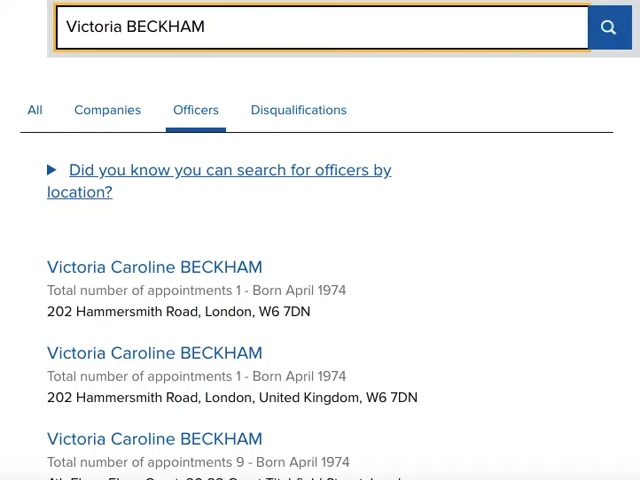 Victoria BECKHAM
All Companies Officers Disqualifications
Did you know you can search for officers by
location?
Victoria Caroline BECKHAM
Total number of appointments 1 - Born April 1974
202 Hammersmith Road, London, W6 7DN
Victoria Caroline BECKHAM
Total number of appointments 1 - Born April 1974
202 Hammersmith Road, London, United Kingdom, W6 7DN
Victoria Caroline BECKHAM
Total number of appointments 9 - Born April 1974